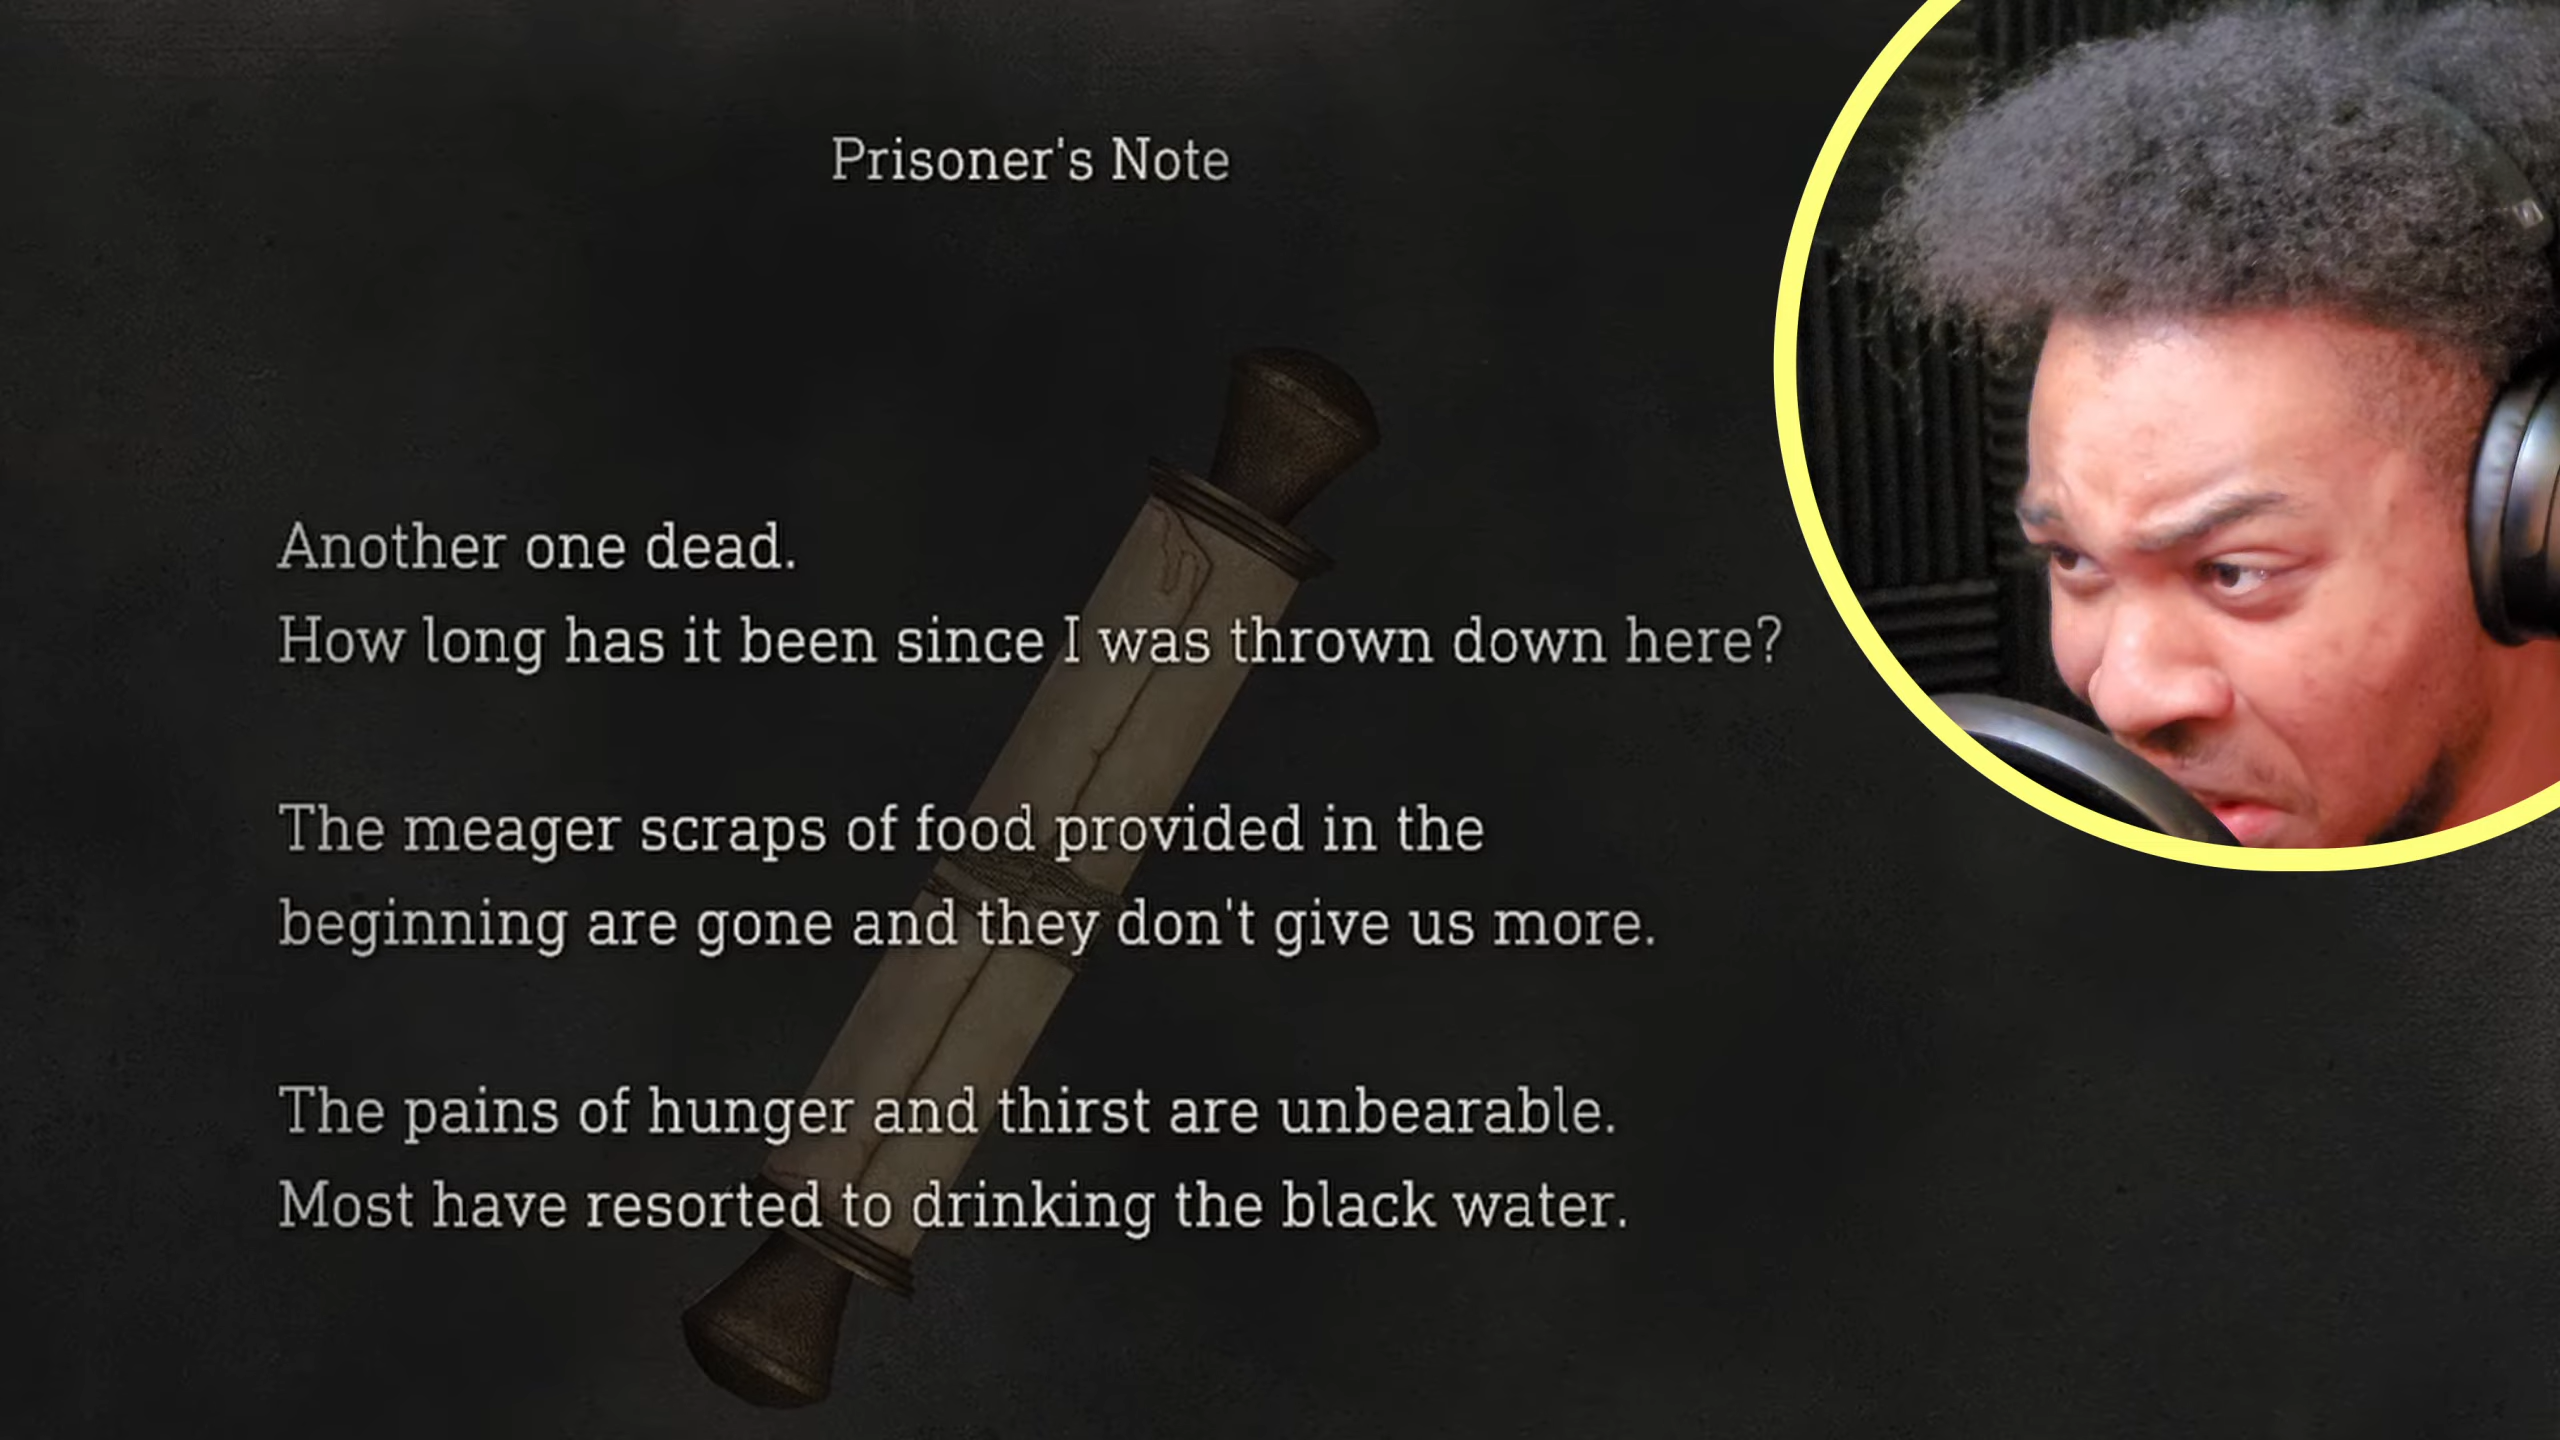 Prisoner's Note
Another one dead.
How long has it been since I was thrown down here?
The meager scraps of food provided in the
beginning are gone and they don't give us more.
The pains of hunger and thirst are unbearable.
Most have resorted to drinking the black water.